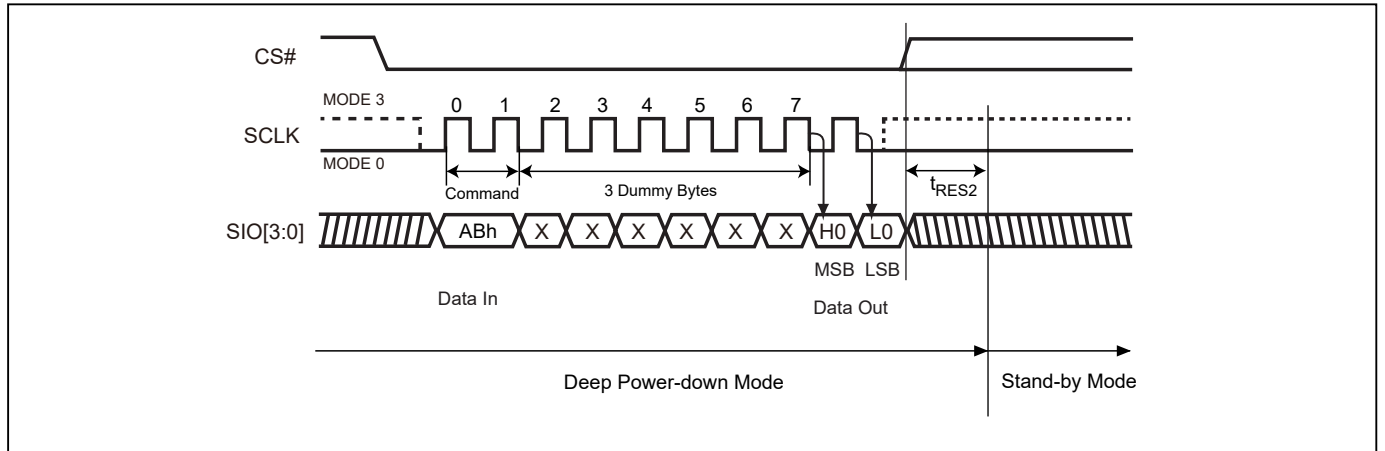 CS#
MODE 3
0 1 2 3 4 5 6 7
SCLK
MODE 0
Command
3 Dummy Bytes
tRES2
SIO[3:0]
ABh X X X X X X H0 L0
MSB LSB
Data In
Data Out
Deep Power-down Mode
Stand-by Mode